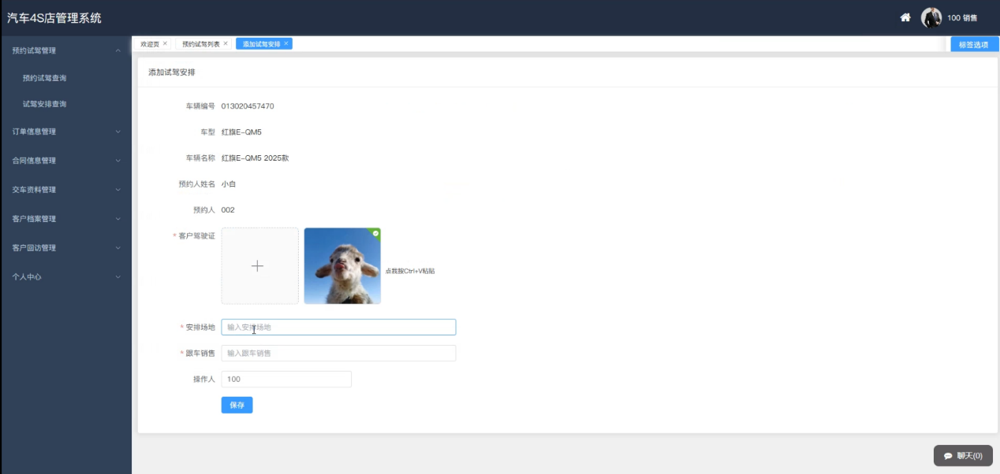 汽车4S店管理系统
100 销售
预约试驾管理
预约试驾查询
试驾安排查询
订单信息管理
合同信息管理
交车资料管理
客户档案管理
客户回访管理
个人中心
欢迎页 × 预约试驾列表 × 添加试驾安排 ×
标签选项
添加试驾安排
车辆编号 013020457470
车型 红旗E-QM5
车辆名称 红旗E-QM5 2025款
预约人姓名 小白
预约人 002
* 客户驾驶证
点我按Ctrl+V粘贴
* 安排场地 输入安排场地
* 跟车销售 输入跟车销售
操作人 100
保存
聊天(0)